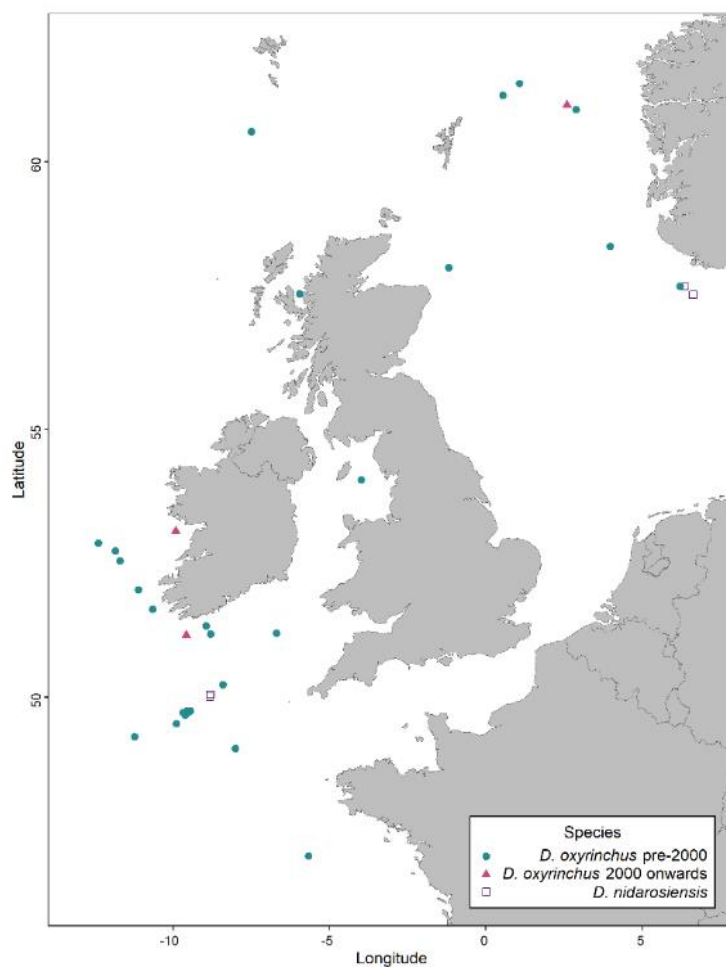 60
55
Latitude
50
Species
D. oxyrinchus pre-2000
D. oxyrinchus 2000 onwards
D. nidarosiensis
-10
-5
0
5
Longitude